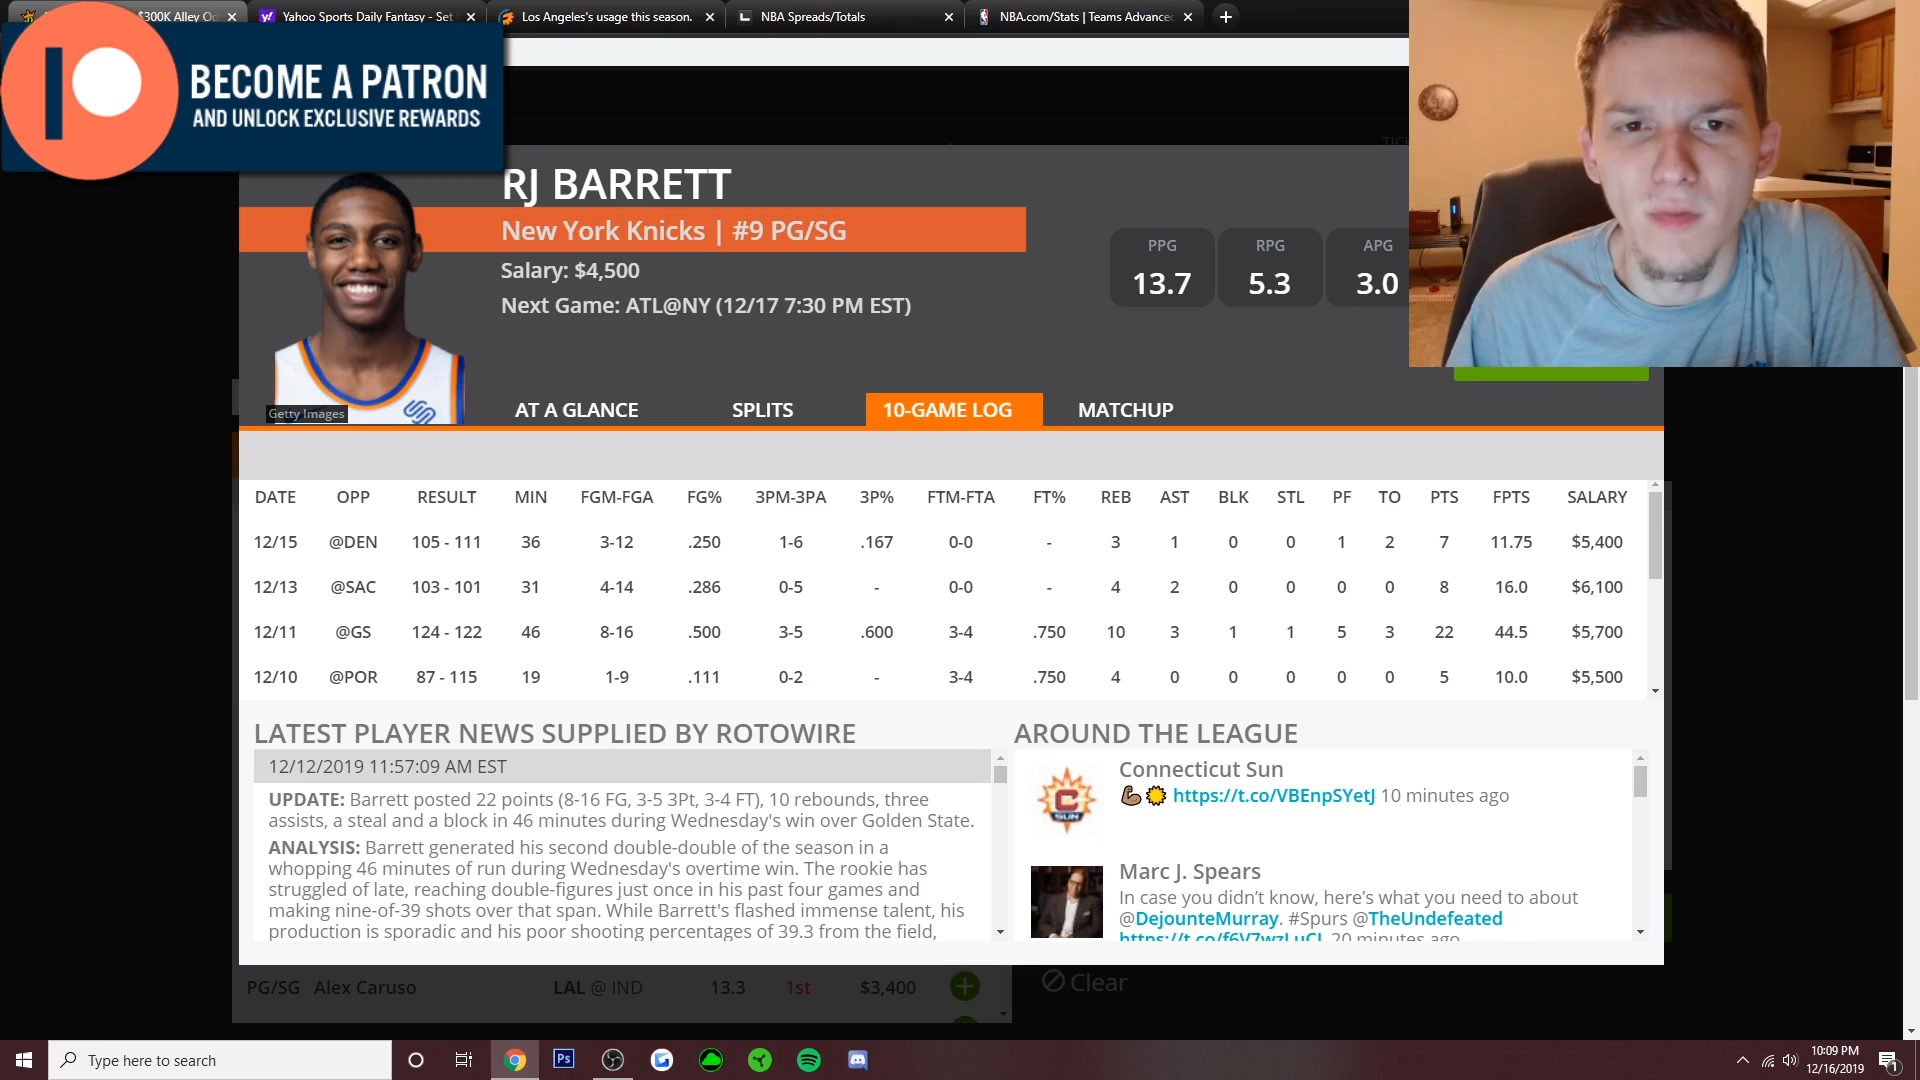 $300K Alley Oo
Yahoo Sports Daily Fantasy - Set
Los Angeles's usage this season.
NBA Spreads/Totals
NBA.com/Stats | Teams Advanced
BECOME A PATRON
AND UNLOCK EXCLUSIVE REWARDS
RJ BARRETT
New York Knicks | #9 PG/SG
Salary: $4,500
Next Game: ATL@NY (12/17 7:30 PM EST)
PPG RPG APG
13.7 5.3 3.0
Getty Images
AT A GLANCE SPLITS 10-GAME LOG MATCHUP
DATE OPP RESULT MIN FGM-FGA FG% 3PM-3PA 3P% FTM-FTA FT% REB AST BLK STL PF TO PTS FPTS SALARY
12/15 @DEN 105 - 111 36 3-12 .250 1-6 .167 0-0 - 3 1 0 0 1 2 7 11.75 $5,400
12/13 @SAC 103 - 101 31 4-14 .286 0-5 - 0-0 - 4 2 0 0 0 0 8 16.0 $6,100
12/11 @GS 124 - 122 46 8-16 .500 3-5 .600 3-4 .750 10 3 1 1 5 3 22 44.5 $5,700
12/10 @POR 87 - 115 19 1-9 .111 0-2 - 3-4 .750 4 0 0 0 0 0 5 10.0 $5,500
LATEST PLAYER NEWS SUPPLIED BY ROTOWIRE
12/12/2019 11:57:09 AM EST
UPDATE: Barrett posted 22 points (8-16 FG, 3-5 3Pt, 3-4 FT), 10 rebounds, three
assists, a steal and a block in 46 minutes during Wednesday's win over Golden State.
ANALYSIS: Barrett generated his second double-double of the season in a
whopping 46 minutes of run during Wednesday's overtime win. The rookie has
struggled of late, reaching double-figures just once in his past four games and
making nine-of-39 shots over that span. While Barrett's flashed immense talent, his
production is sporadic and his poor shooting percentages of 39.3 from the field,
AROUND THE LEAGUE
Connecticut Sun
💪🏾 🌞 https://t.co/VBEnpSYetJ 10 minutes ago
Marc J. Spears
In case you didn't know, here's what you need to about
@DejounteMurray. #Spurs @TheUndefeated
20 minutes ago
PG/SG Alex Caruso LAL @ IND 13.3 1st $3,400
Clear
Type here to search
10:09 PM
12/16/2019